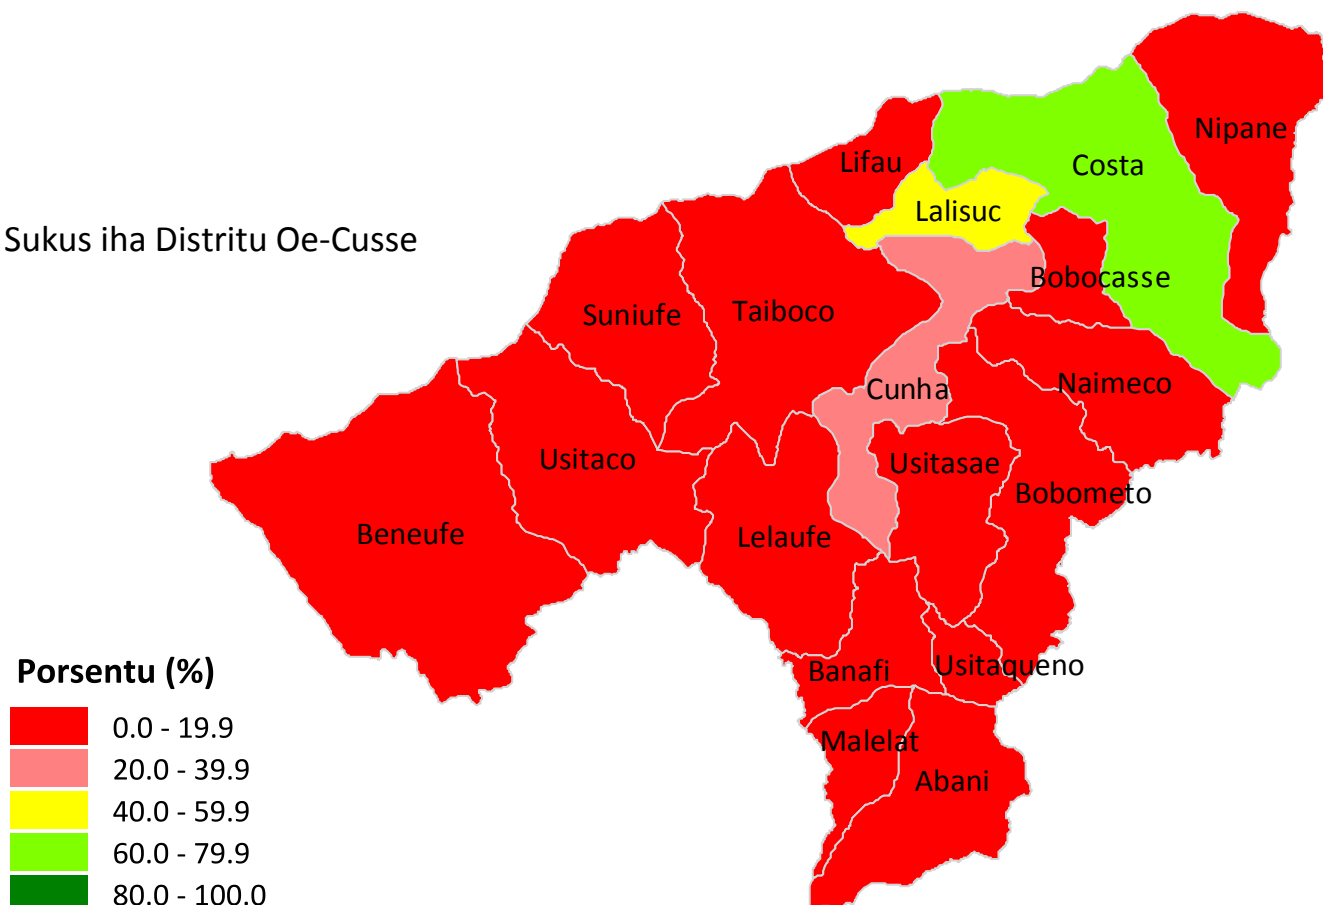 Nipane
Lifau
Costa
Lalisuc
Sukus iha Distritu Oe-Cusse
Bobocasse
Suniufe
Taiboco
Cunha
Naimeco
Usitaco
Usitasae
Bobometo
Beneufe
Lelaufe
Banafi
Usitaqueno
Malelat
Abani
Porsentu (%)
0.0 - 19.9
20.0 - 39.9
40.0 - 59.9
60.0 - 79.9
80.0 - 100.0